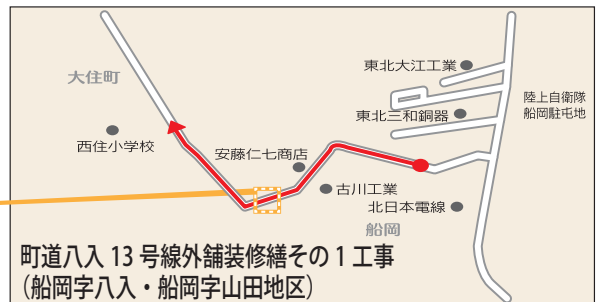 東北大江工業
大住町
陸上自衛隊
船岡駐屯地
東北三和銅器
西住小学校
安藤仁七商店
古川工業
北日本電線
船岡
町道八入 13 号線外舗装修繕その 1 工事
(船岡字八入・船岡字山田地区)